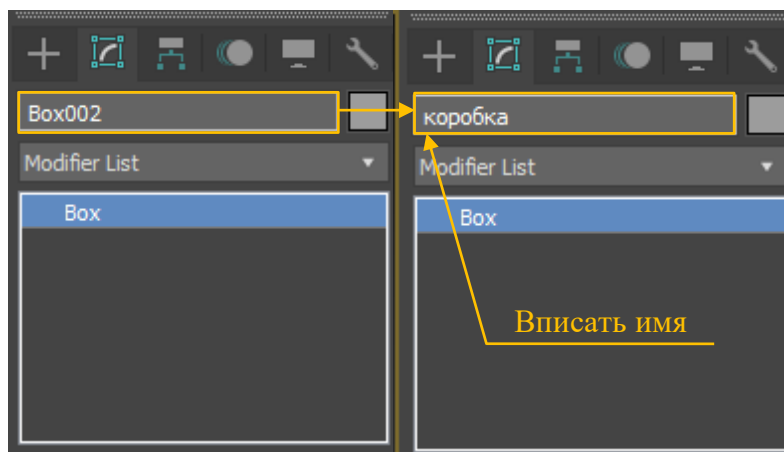 Box002
Modifier List
Box
коробка
Modifier List
Box
Вписать имя